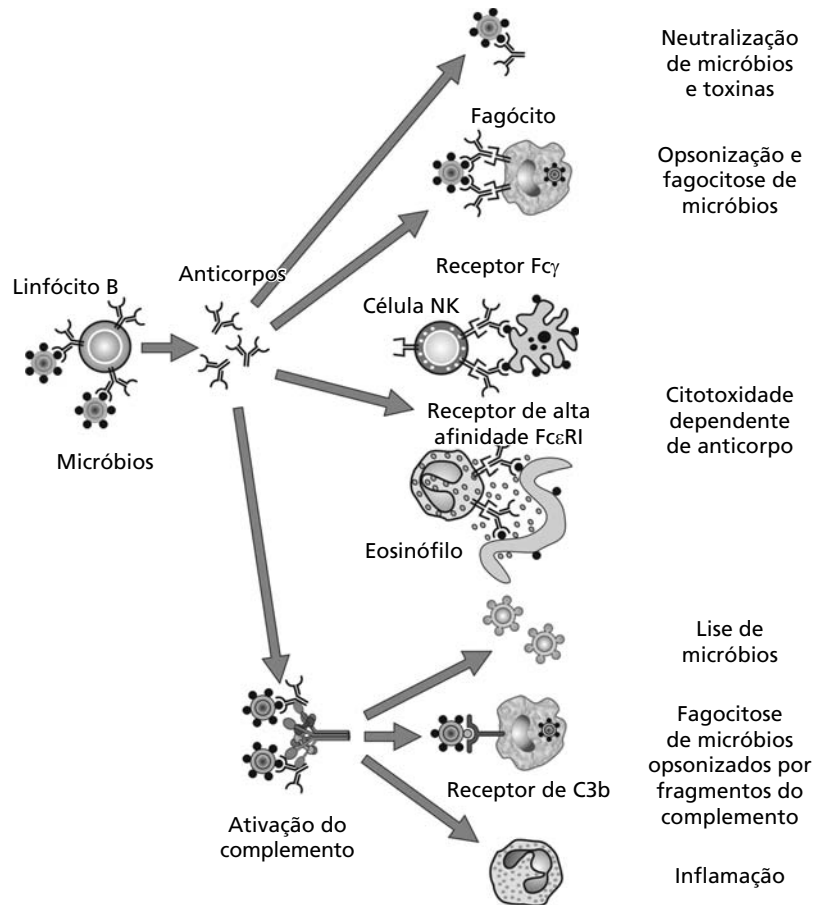 Neutralização
de micróbios
e toxinas
Fagócito
Opsonização e
fagocitose de
micróbios
Linfócito B
Anticorpos
Receptor Fcγ
Célula NK
Micróbios
Receptor de alta
afinidade FcεRI
Citotoxidade
dependente
de anticorpo
Eosinófilo
Lise de
micróbios
Receptor de C3b
Fagocitose
de micróbios
opsonizados por
fragmentos do
complemento
Ativação do
complemento
Inflamação